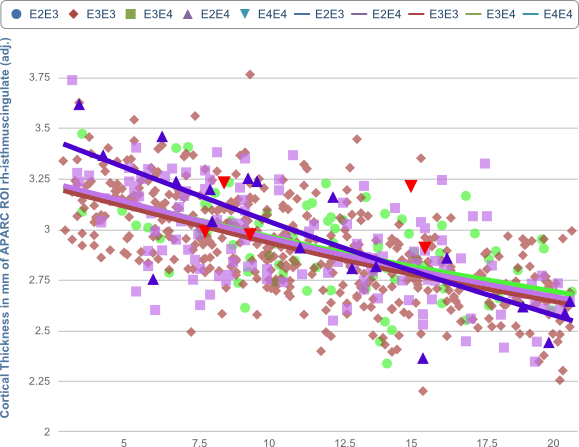 E2E3 E3E3 E3E4 E2E4 E4E4 E2E3 E2E4 E3E3 E3E4 E4E4
Cortical Thickness in mm of APARC ROI rh-isthmuscingulate (adj.)
3.75
3.5
3.25
3
2.75
2.5
2.25
2
5 7.5 10 12.5 15 17.5 20